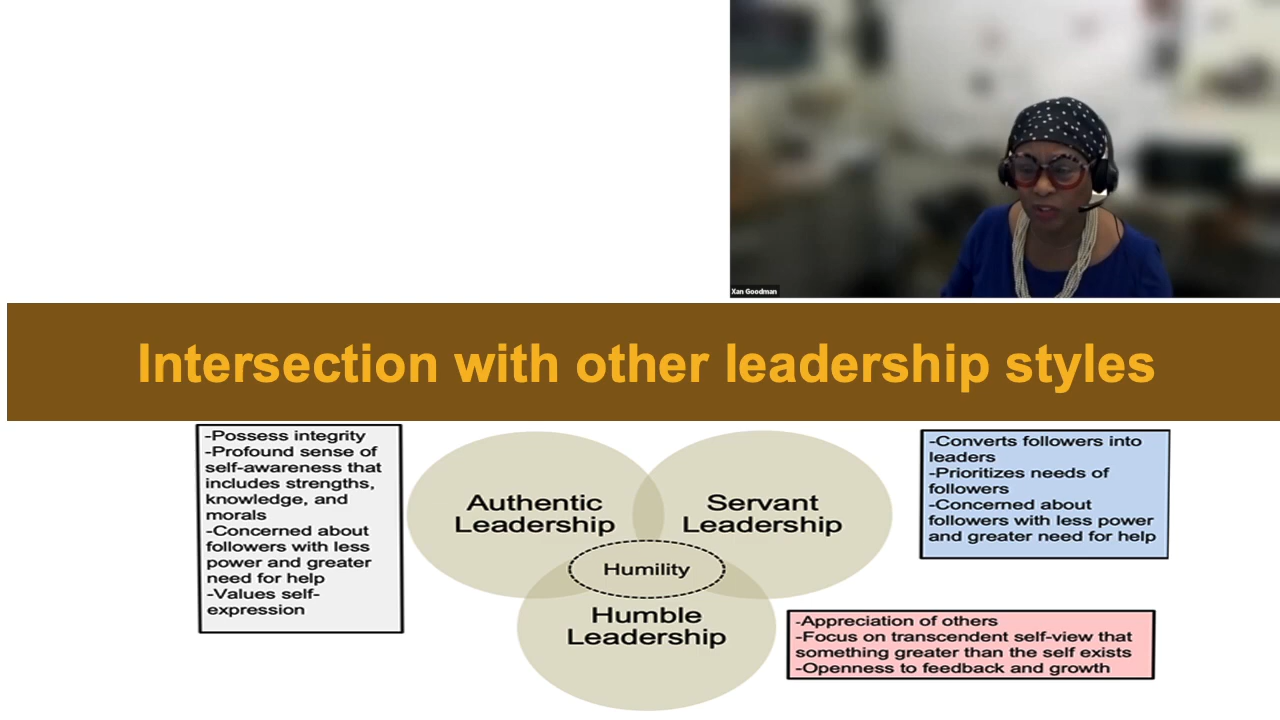 Xan Goodman
Intersection with other leadership styles
-Possess integrity
-Profound sense of
self-awareness that
includes strengths,
knowledge, and
morals
-Concerned about
followers with less
power and greater
need for help
-Values self-
expression
Authentic
Leadership
Servant
Leadership
Humility
Humble
Leadership
-Converts followers into
leaders
-Prioritizes needs of
followers
-Concerned about
followers with less power
and greater need for help
-Appreciation of others
-Focus on transcendent self-view that
something greater than the self exists
-Openness to feedback and growth